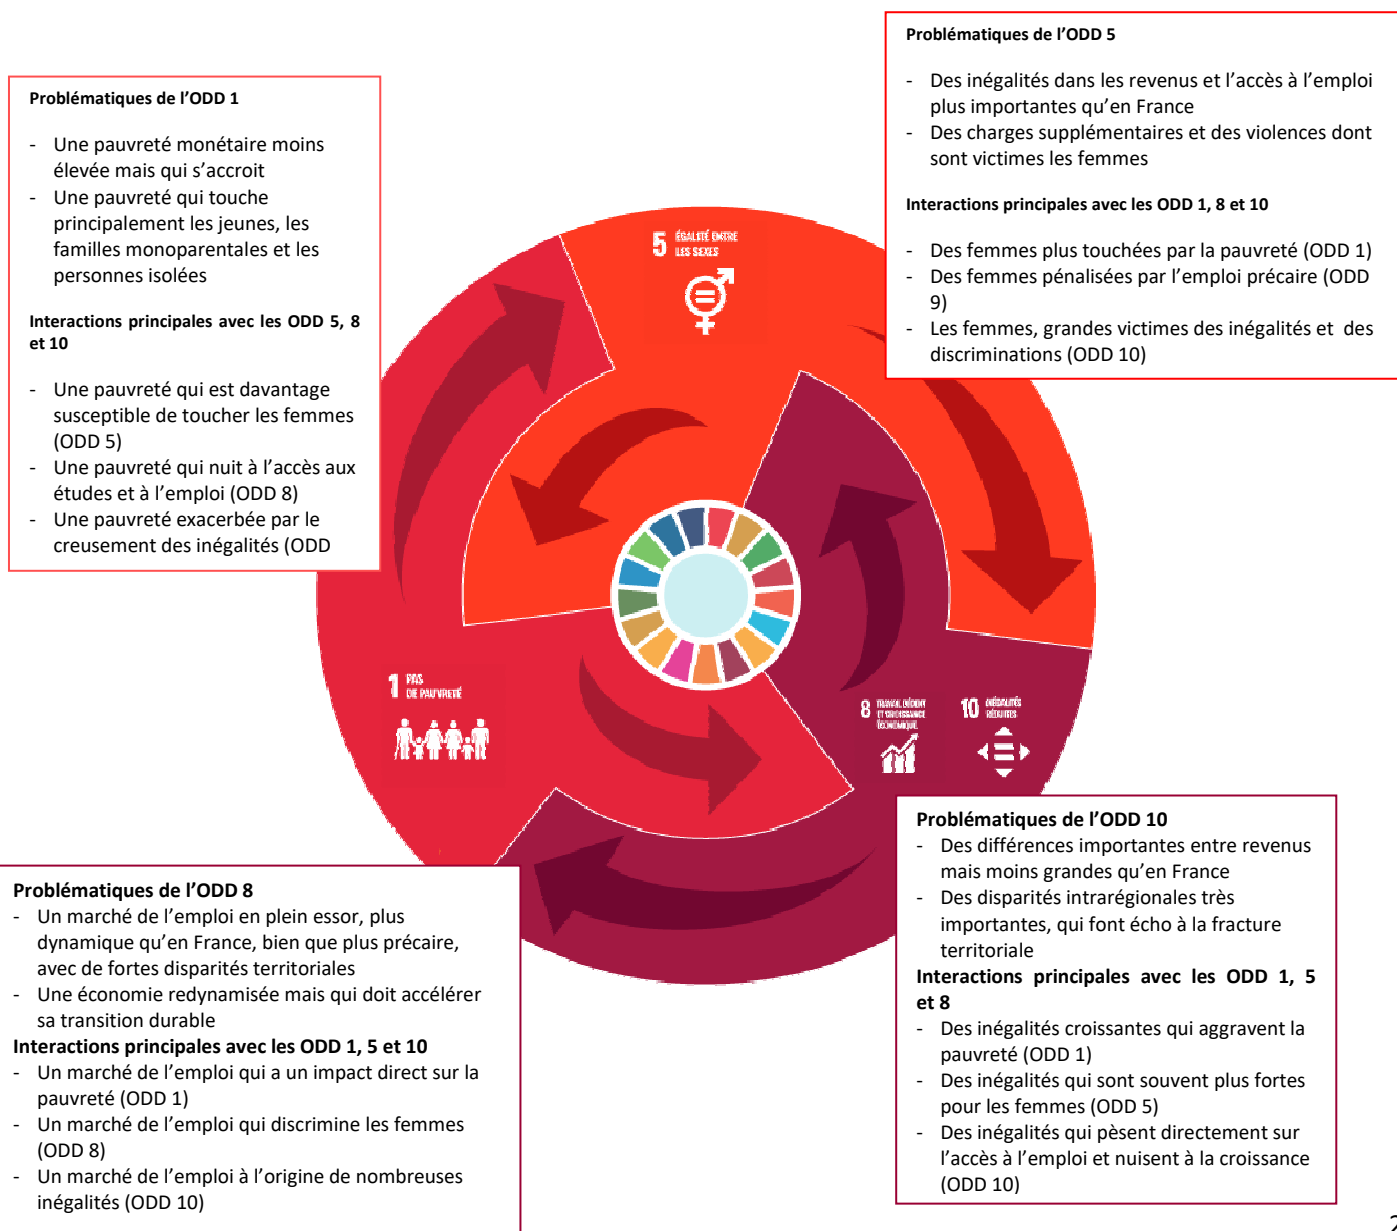 Problématiques de l'ODD 1
- Une pauvreté monétaire moins
élevée mais qui s'accroit
- Une pauvreté qui touche
principalement les jeunes, les
familles monoparentales et les
personnes isolées
Interactions principales avec les ODD 5, 8
et 10
- Une pauvreté qui est davantage
susceptible de toucher les femmes
(ODD 5)
- Une pauvreté qui nuit à l'accès aux
études et à l'emploi (ODD 8)
- Une pauvreté exacerbée par le
creusement des inégalités (ODD
Problématiques de l'ODD 5
- Des inégalités dans les revenus et l'accès à l'emploi
plus importantes qu'en France
- Des charges supplémentaires et des violences dont
sont victimes les femmes
Interactions principales avec les ODD 1, 8 et 10
- Des femmes plus touchées par la pauvreté (ODD 1)
- Des femmes pénalisées par l'emploi précaire (ODD
9)
- Les femmes, grandes victimes des inégalités et des
discriminations (ODD 10)
5 ÉGALITÉ ENTRE
LES SEXES
1 PAS
DE PAUVRETÉ
8 TRAVAIL DÉCENT
ET CROISSANCE
ÉCONOMIQUE
10 INÉGALITÉS
RÉDUITES
Problématiques de l'ODD 8
- Un marché de l'emploi en plein essor, plus
dynamique qu'en France, bien que plus précaire,
avec de fortes disparités territoriales
- Une économie redynamisée mais qui doit accélérer
sa transition durable
Interactions principales avec les ODD 1, 5 et 10
- Un marché de l'emploi qui a un impact direct sur la
pauvreté (ODD 1)
- Un marché de l'emploi qui discrimine les femmes
(ODD 8)
- Un marché de l'emploi à l'origine de nombreuses
inégalités (ODD 10)
Problématiques de l'ODD 10
- Des différences importantes entre revenus
mais moins grandes qu'en France
- Des disparités intrarégionales très
importantes, qui font écho à la fracture
territoriale
Interactions principales avec les ODD 1, 5
et 8
- Des inégalités croissantes qui aggravent la
pauvreté (ODD 1)
- Des inégalités qui sont souvent plus fortes
pour les femmes (ODD 5)
- Des inégalités qui pèsent directement sur
l'accès à l'emploi et nuisent à la croissance
(ODD 10)